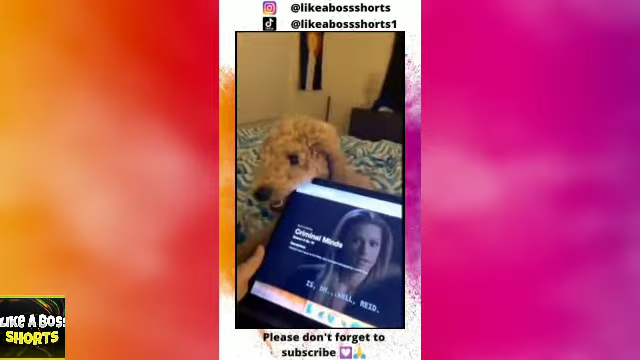 @likeabossshorts
@likeabossshorts1
Criminal Minds
IS, UH...WELL, REID.
LIKE A BOSS
SHORTS
Please don't forget to
subscribe 💟🙏